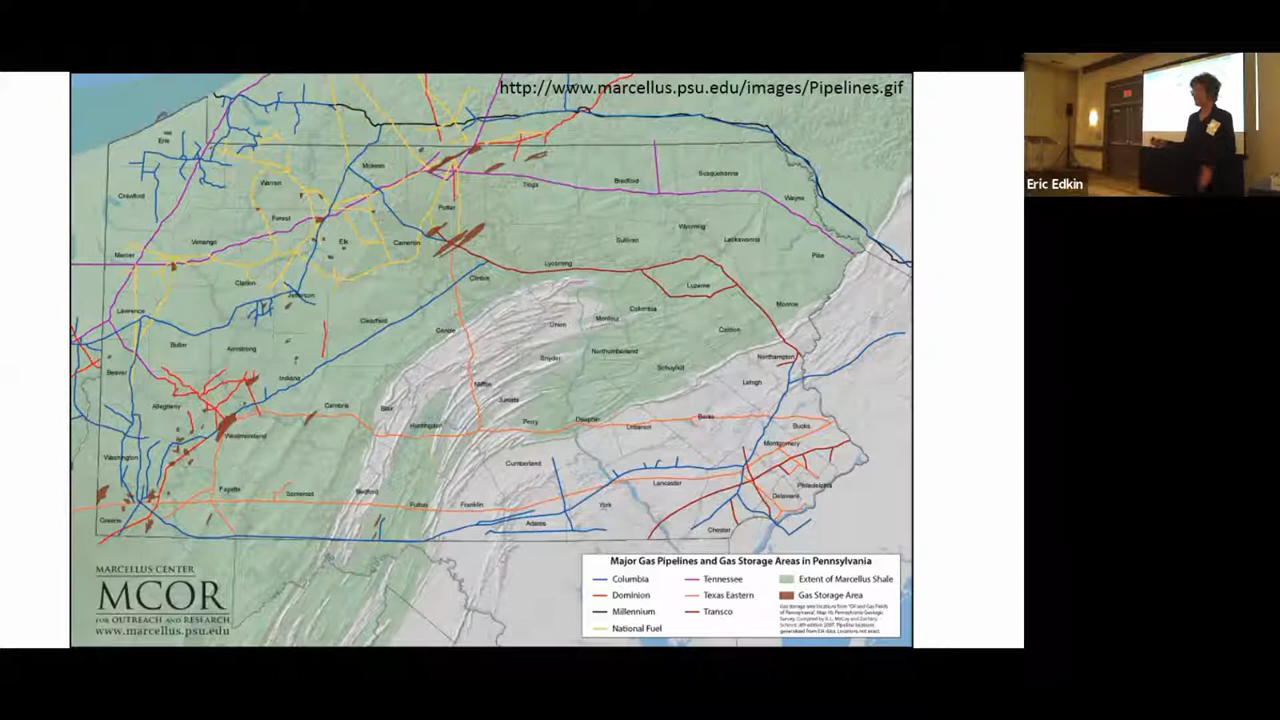 http://www.marcellus.psu.edu/images/Pipelines.gif
Eric Edkin
Erie
Crawford
Warren
Mckean
Potter
Tioga
Bradford
Susquehanna
Wayne
Forest
Venango
Mercer
Elk
Cameron
Sullivan
Wyoming
Lackawanna
Pike
Clarion
Jefferson
Clinton
Lycoming
Luzerne
Columbia
Monroe
Lawrence
Clearfield
Centre
Union
Montour
Carbon
Butler
Armstrong
Snyder
Northumberland
Northampton
Beaver
Indiana
Mifflin
Schuylkill
Lehigh
Allegheny
Cambria
Blair
Juniata
Westmoreland
Huntingdon
Perry
Dauphin
Lebanon
Berks
Bucks
Washington
Cumberland
Montgomery
Fayette
Somerset
Bedford
Fulton
Franklin
Lancaster
Philadelphia
Greene
Adams
York
Delaware
Chester
MARCELLUS CENTER
MCOR
FOR OUTREACH AND RESEARCH
www.marcellus.psu.edu
Major Gas Pipelines and Gas Storage Areas in Pennsylvania
Columbia
Tennessee
Extent of Marcellus Shale
Dominion
Texas Eastern
Gas Storage Area
Millennium
Transco
National Fuel